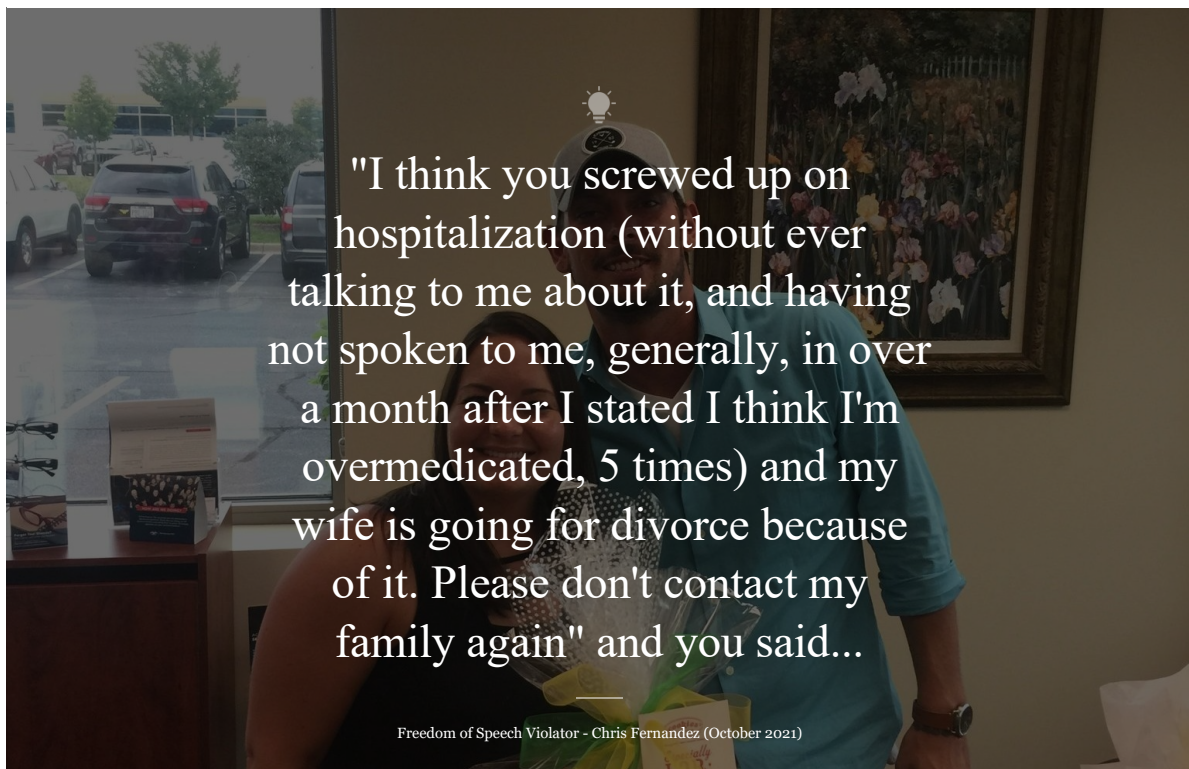 "I think you screwed up on
hospitalization (without ever
talking to me about it, and having
not spoken to me, generally, in over
a month after I stated I think I'm
overmedicated, 5 times) and my
wife is going for divorce because
of it. Please don't contact my
family again" and you said...
Freedom of Speech Violator - Chris Fernandez (October 2021)